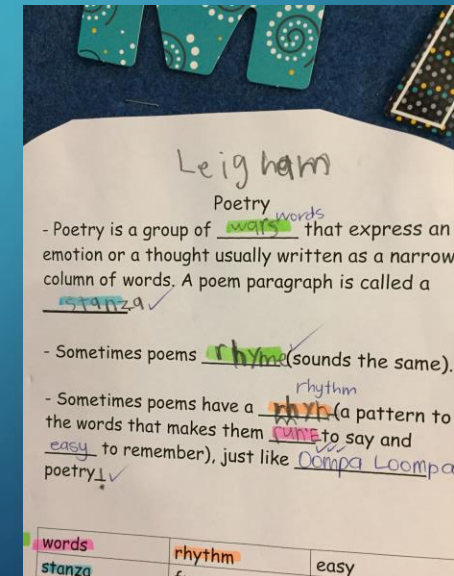 M
Leigham
Poetry
words
- Poetry is a group of wars that express an
emotion or a thought usually written as a narrow
column of words. A poem paragraph is called a
stanza
- Sometimes poems rhyme (sounds the same).
rhythm
- Sometimes poems have a rhyh (a pattern to
the words that makes them fune to say and
easy to remember), just like Oompa Loompa
poetry!
words rhythm easy
stanza